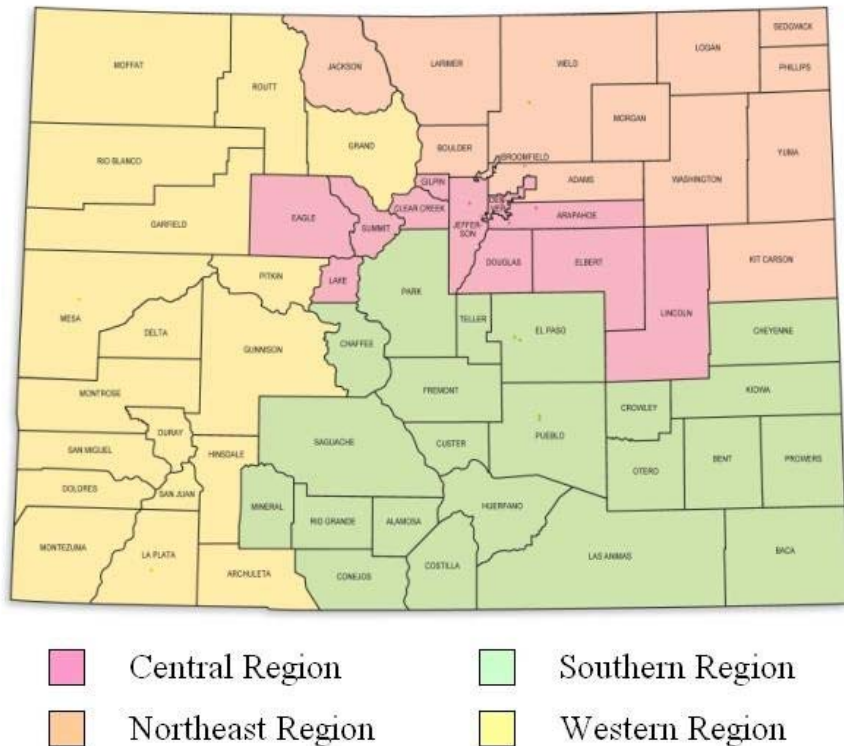 SEDGWICK
LOGAN
MOFFAT
JACKSON
LARIMER
WELD
PHILLIPS
ROUTT
MORGAN
GRAND
BOULDER
YUMA
RIO BLANCO
BROOMFIELD
WASHINGTON
ADAMS
GILPIN
DEN
VER
CLEAR CREEK
EAGLE
ARAPAHOE
GARFIELD
SUMMIT
JEFFER-
SON
DOUGLAS
ELBERT
KIT CARSON
PITKIN
LAKE
PARK
LINCOLN
MESA
TELLER
DELTA
EL PASO
CHEYENNE
CHAFFEE
GUNNISON
FREMONT
KIOWA
MONTROSE
CROWLEY
OURAY
PUEBLO
SAGUACHE
CUSTER
SAN MIGUEL
HINSDALE
BENT
PROWERS
OTERO
DOLORES
SAN JUAN
MINERAL
HUERFANO
RIO GRANDE
ALAMOSA
MONTEZUMA
LA PLATA
LAS ANIMAS
BACA
COSTILLA
ARCHULETA
CONEJOS
Central Region
Southern Region
Northeast Region
Western Region